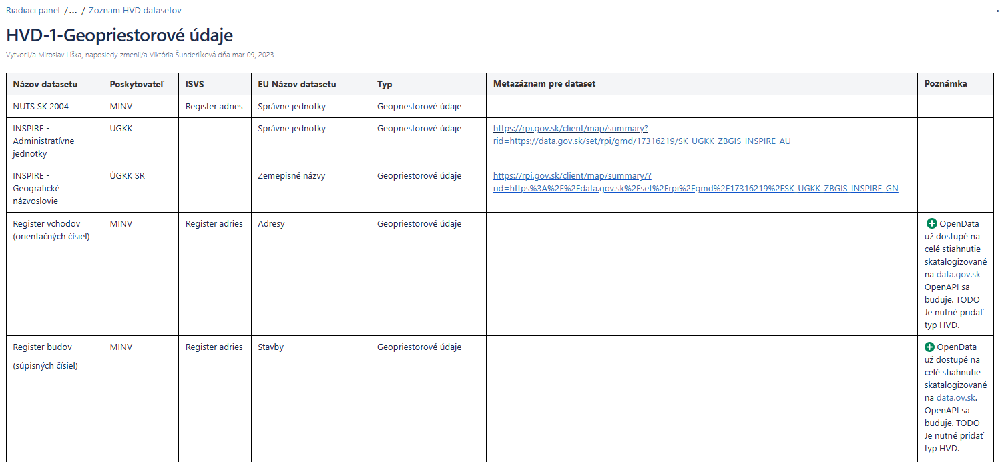 Riadiaci panel /... / Zoznam HVD datasetov
HVD-1-Geopriestorové údaje
Vytvoril/a Miroslav Líška, naposledy zmenil/a Viktória Šunderlíková dňa mar 09, 2023
Názov datasetu Poskytovateľ ISVS EU Názov datasetu Typ Metazáznam pre dataset Poznámka
NUTS SK 2004 MINV Register adries Správne jednotky Geopriestorové údaje
INSPIRE - UGKK Správne jednotky Geopriestorové údaje https://rpi.gov.sk/client/map/summary?
Administratívne rid=https://data.gov.sk/set/rpi/gmd/17316219/SK_UGKK_ZBGIS_INSPIRE_AU
jednotky
INSPIRE - ÚGKK SR Zemepisné názvy Geopriestorové údaje https://rpi.gov.sk/client/map/summary/?
Geografické rid=https%3A%2F%2Fdata.gov.sk%2Fset%2Frpi%2Fgmd%2F17316219%2FSK_UGKK_ZBGIS_INSPIRE_GN
názvoslovie
Register vchodov MINV Register adries Adresy Geopriestorové údaje OpenData
(orientačných čísiel) už dostupé na
celé stiahnutie
skatalogizované
na data.gov.sk
OpenAPI sa
buduje. TODO
Je nutné pridať
typ HVD.
Register budov MINV Register adries Stavby Geopriestorové údaje OpenData
už dostupé na
(súpisných čísiel) celé stiahnutie
skatalogizované
na data.ov.sk.
OpenAPI sa
buduje. TODO
Je nutné pridať
typ HVD.